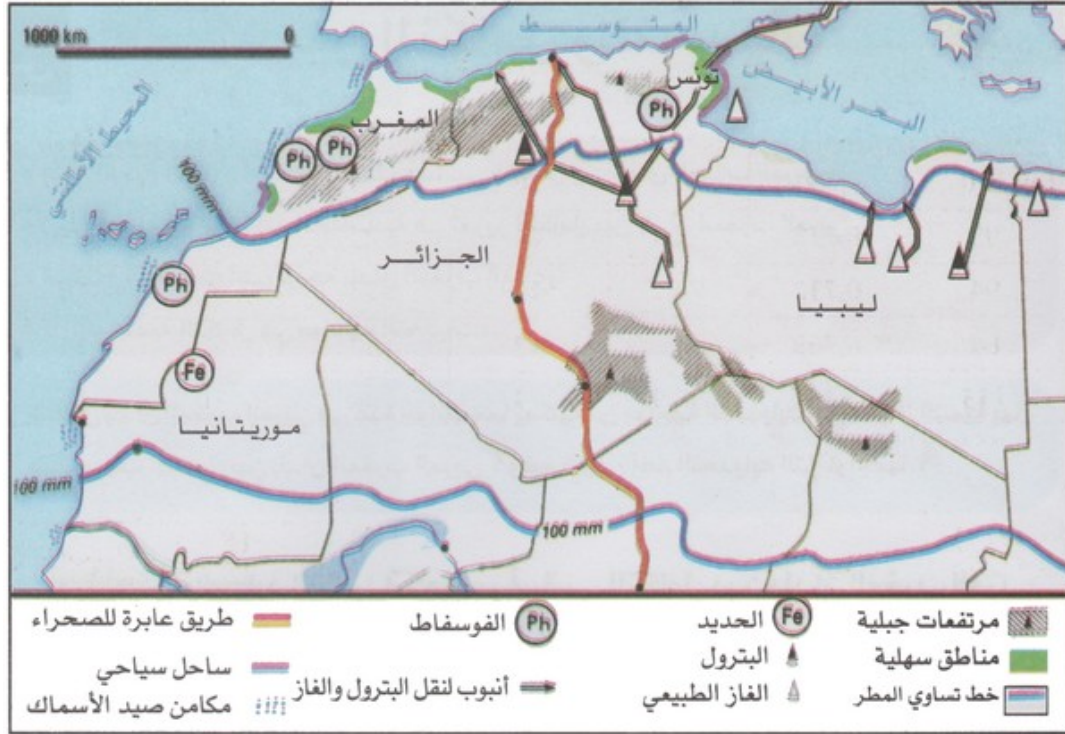 1000 km 0
المتوسط
البحر الأبيض
المحيط الأطلنتي
تونس
المغرب
Ph
Ph
Ph
Ph
100 mm
الجزائر
ليبيا
Fe
موريتانيا
100 mm
100 mm
مرتفعات جبلية
مناطق سهلية
خط تساوي المطر
Fe الحديد
البترول
الغاز الطبيعي
Ph الفوسفاط
أنبوب لنقل البترول والغاز
طريق عابرة للصحراء
ساحل سياحي
مكامن صيد الأسماك